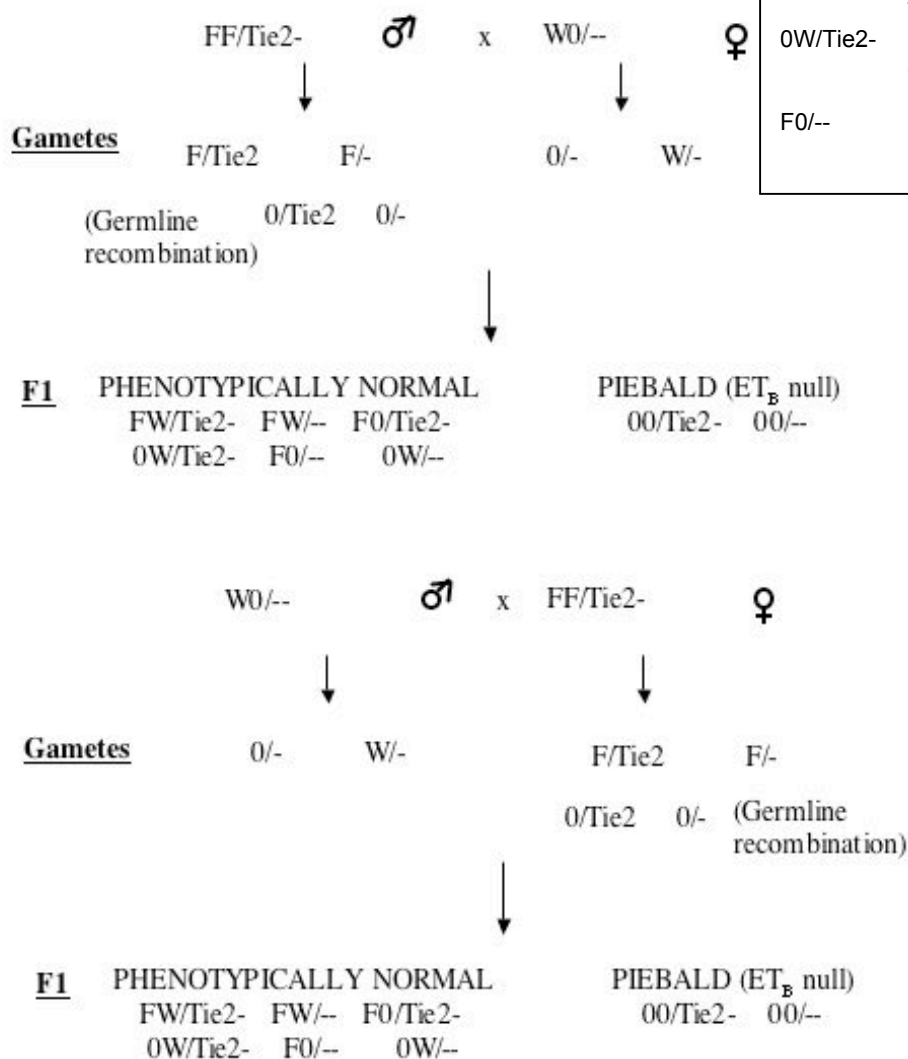 FF/Tie2- ♂ x W0/-- ♀
0W/Tie2-
F0/--
Gametes
F/Tie2 F/- 0/- W/-
(Germline recombination) 0/Tie2 0/-
F1 PHENOTYPICALLY NORMAL PIEBALD (ETB null)
FW/Tie2- FW/-- F0/Tie2- 00/Tie2- 00/--
0W/Tie2- F0/-- 0W/--
W0/-- ♂ x FF/Tie2- ♀
Gametes 0/- W/- F/Tie2 F/-
0/Tie2 0/- (Germline recombination)
F1 PHENOTYPICALLY NORMAL PIEBALD (ETB null)
FW/Tie2- FW/-- F0/Tie2- 00/Tie2- 00/--
0W/Tie2- F0/-- 0W/--